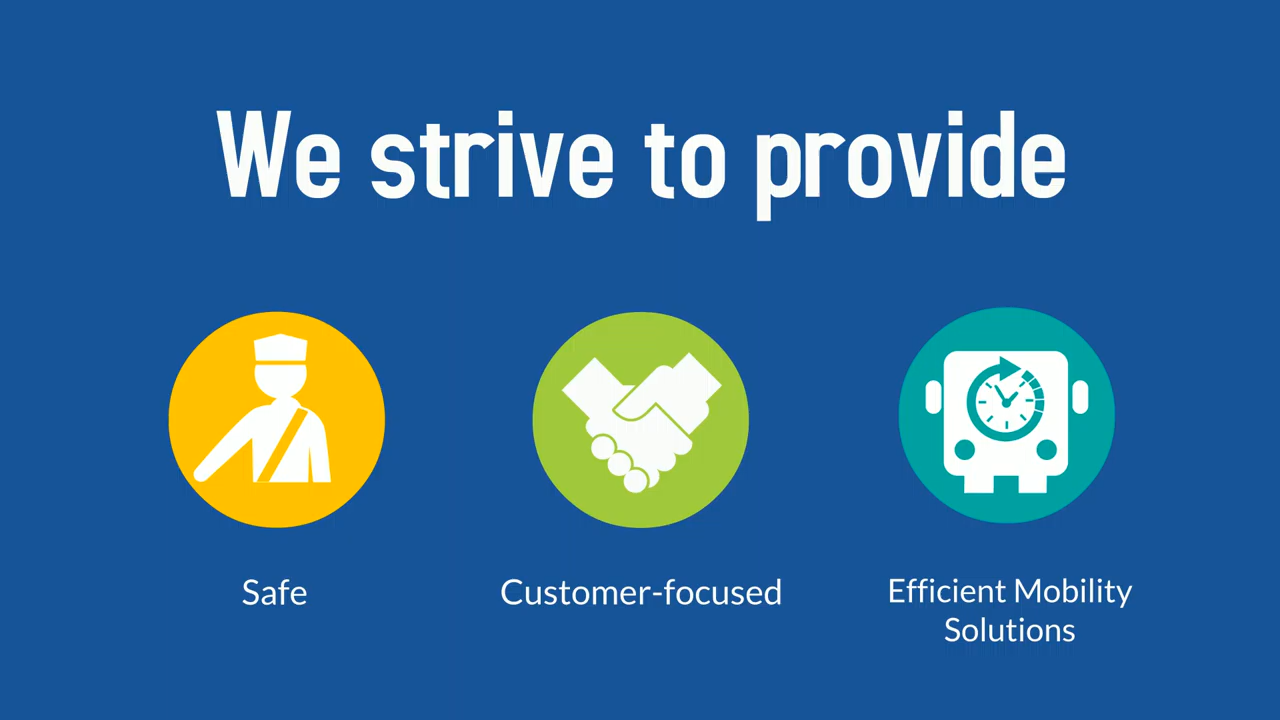 We strive to provide
Safe
Customer-focused
Efficient Mobility
Solutions